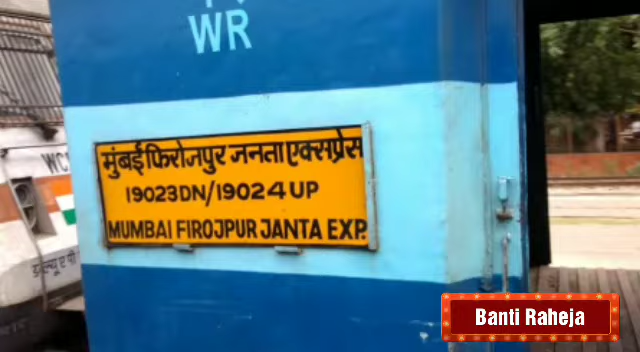 WR
मुंबई फिरोजपुर जनता एक्सप्रेस
19023DN/19024UP
MUMBAI FIROJPUR JANTA EXP.
Banti Raheja